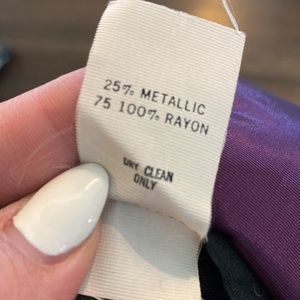 25% METALLIC
75 100% RAYON
DRY CLEAN
ONLY